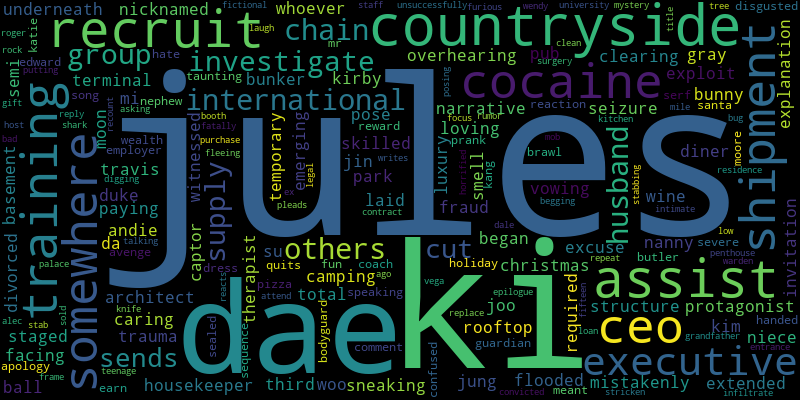 underneath
nicknamed
whoever
fictional
staff
unsuccessfully
furious
wendy
university
mystery
tree
disgusted
roger
katie
recruit
laugh
chain
countryside
title
rock
hate
mr
overhearing
pub
clean
edward
group
investigate
clearing
gray
surgery
putting
semi
terminal
taunting
bunker
kirby
cocaine
exploit
explanation
gift
song
mi
nephew
international
narrative
seizure
reaction
serf
bunny
reply
asking
posing
mile
santa
bug
shark
moon
recount
booth
pose
focus
rumor
host
training
wealth
witnessed
fatally
purchase
temporary
emerging
reward
loving
prank
kitchen
shipment
bad
employer
supply
fleeing
skilled
luxury
mob
moore
travis
jin
smell
brawl
diner
digging
legal
park
kang
stabbing
residence
duke
jules
vowing
begging
husband
wine
intimate
paying
laid
writes
fraud
dale
low
andie
ex
pleads
contract
began
nanny
severe
penthouse
warden
invitation
divorced
basement
somewhere
da
talking
captor
therapist
su
others
cut
excuse
repeat
butler
avenge
quits
fun
coach
holiday
christmas
palace
dress
camping
ago
assist
architect
reacts
pizza
total
speaking
vega
epilogue
required
fifteen
structure
protagonist
alec
sold
knife
caring
attend
joo
ceo
kim
handed
stab
staged
trauma
sealed
sequence
daeki
bodyguard
replace
rooftop
loan
niece
facing
sends
comment
confused
guardian
executive
grandfather
entrance
apology
frame
teenage
third
woo
sneaking
jung
flooded
mistakenly
extended
ball
earn
housekeeper
convicted
meant
stricken
infiltrate